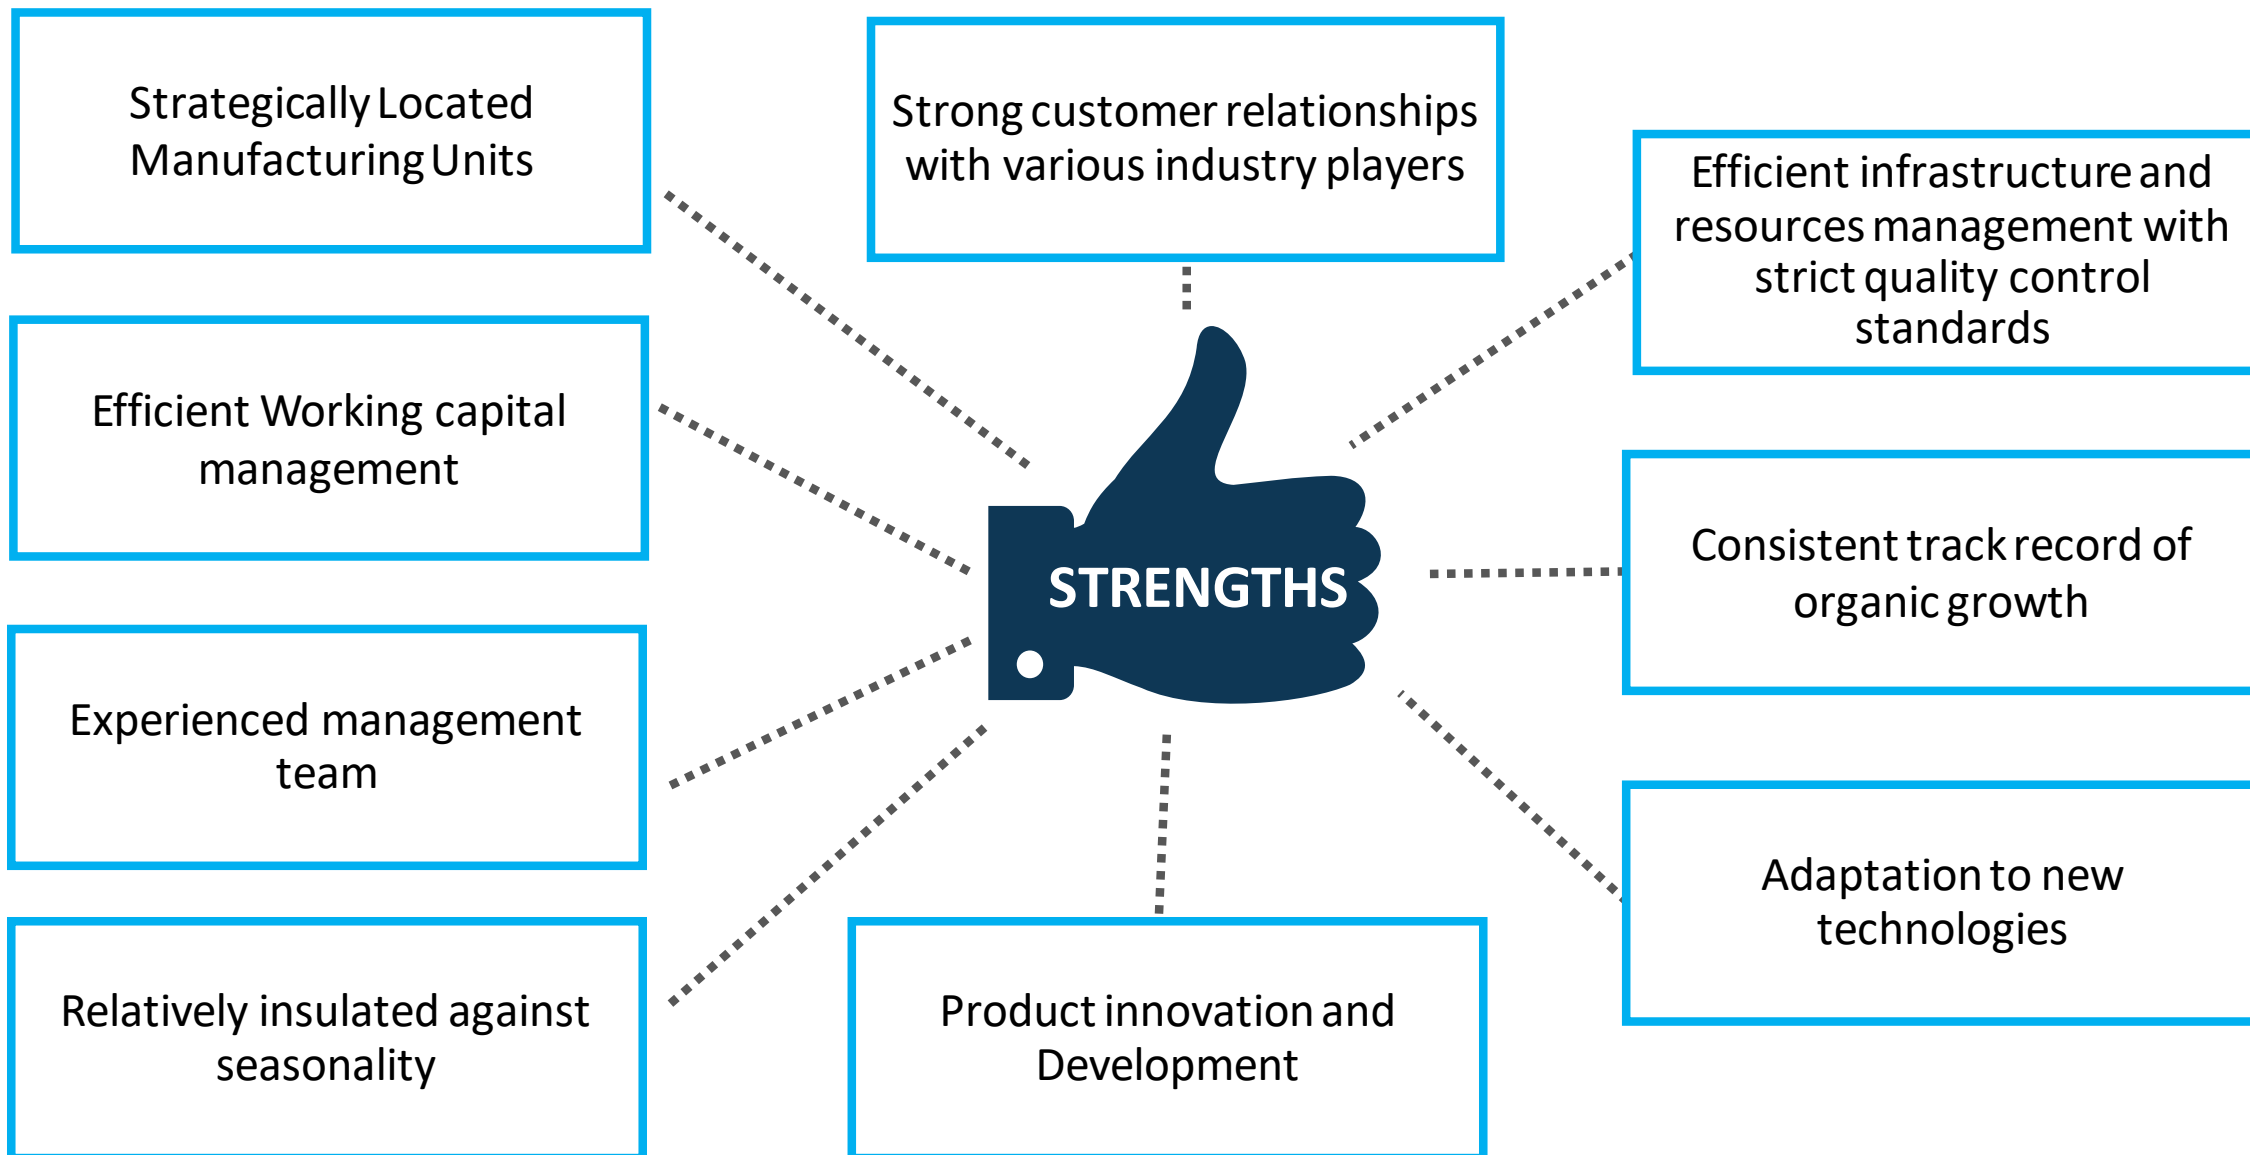 Strategically Located
Manufacturing Units
Strong customer relationships
with various industry players
Efficient infrastructure and
resources management with
strict quality control
standards
Efficient Working capital
management
STRENGTHS
Consistent track record of
organic growth
Experienced management
team
Adaptation to new
technologies
Relatively insulated against
seasonality
Product innovation and
Development